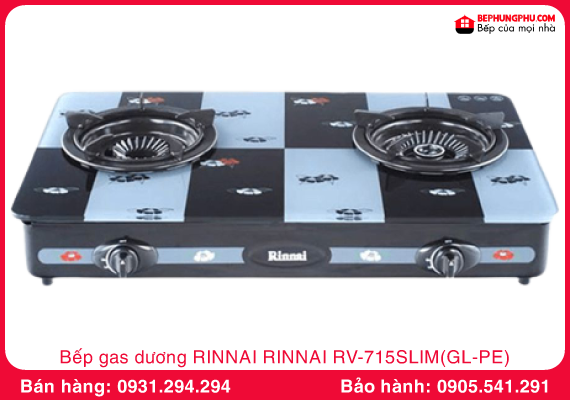 BEPHUNGPHU.COM
Bếp của mọi nhà
Rinnai
Bếp gas dương RINNAI RINNAI RV-715SLIM(GL-PE)
Bán hàng: 0931.294.294
Bảo hành: 0905.541.291